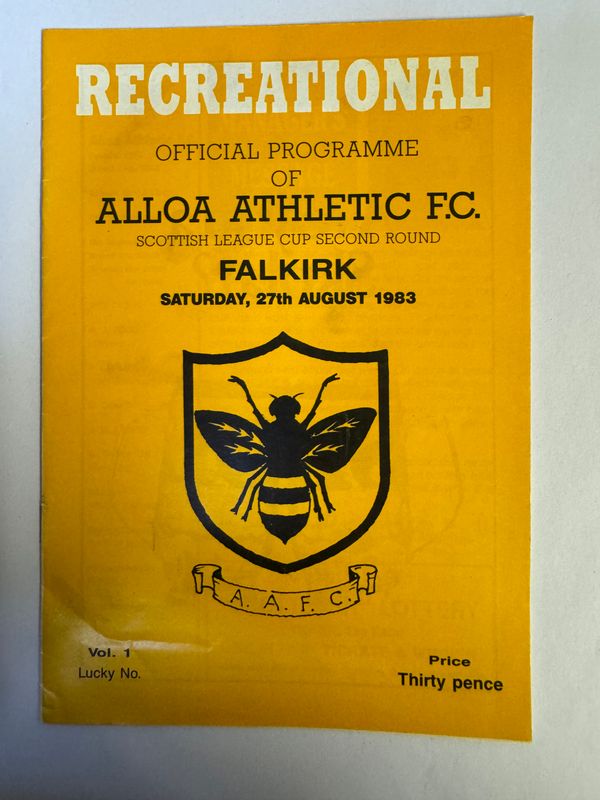 RECREATIONAL
OFFICIAL PROGRAMME
OF
ALLOA ATHLETIC F.C.
SCOTTISH LEAGUE CUP SECOND ROUND
FALKIRK
SATURDAY, 27th AUGUST 1983
A. A. F. C.
Vol. 1
Lucky No.
Price
Thirty pence